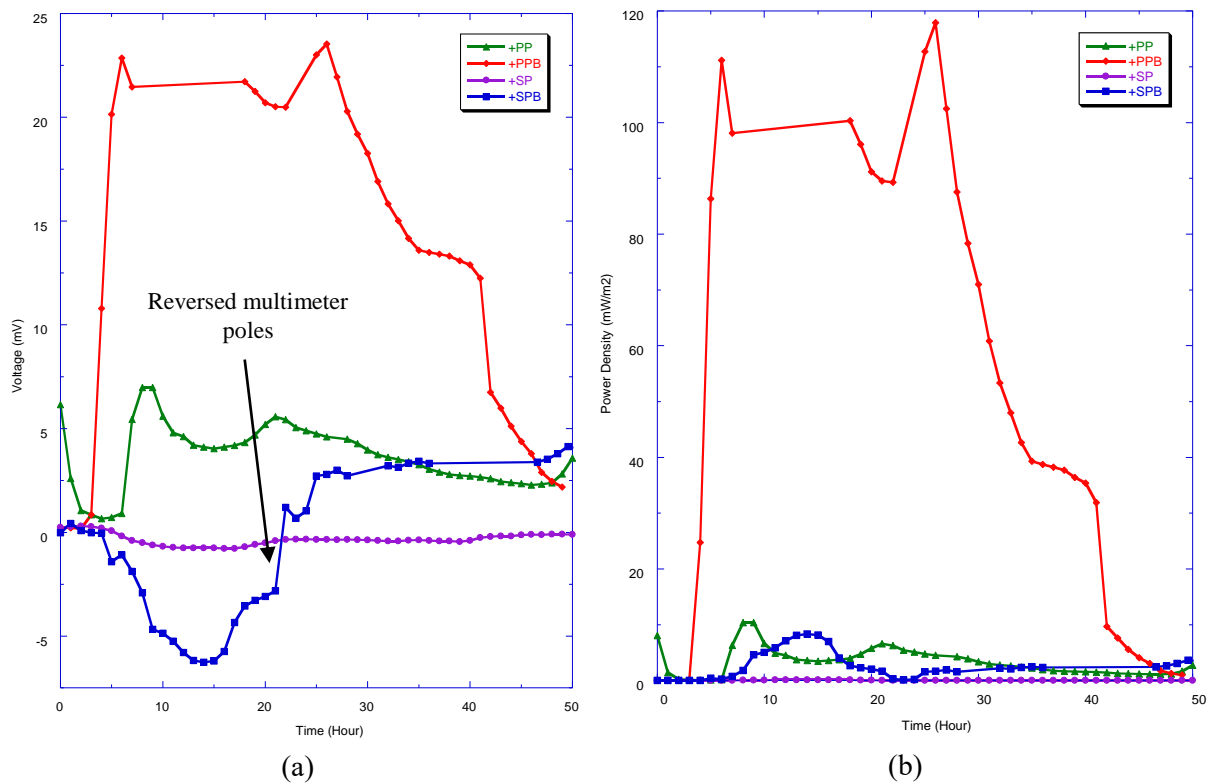 25
20
15
10
5
0
-5
Voltage (mV)
+PP
+PPB
+SP
+SPB
Reversed multimeter
poles
0 10 20 30 40 50
Time (Hour)
(a)
120
100
80
60
40
20
0
Power Density (mW/m2)
+PP
+PPB
+SP
+SPB
0 10 20 30 40 50
Time (Hour)
(b)